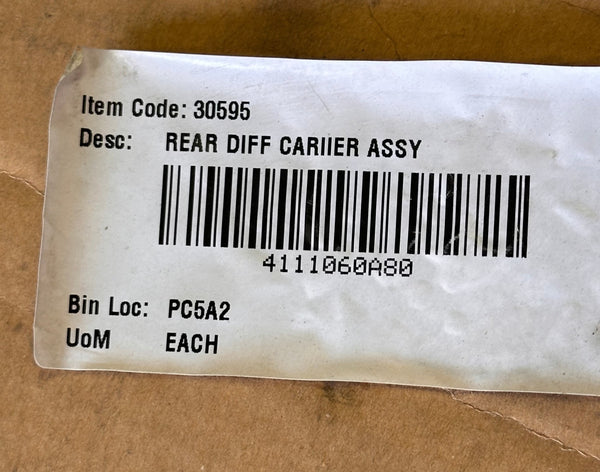 Item Code: 30595
Desc: REAR DIFF CARIIER ASSY
4111060A80
Bin Loc: PC5A2
UoM EACH